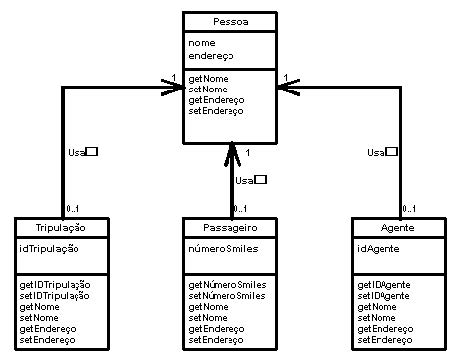 Pessoa
nome
endereço
getNome
setNome
getEndereço
setEndereço
1
1
1
Usa
Usa
Usa
0..1
0..1
0..1
Tripulação
idTripulação
getIDTripulação
setIDTripulação
getNome
setNome
getEndereço
setEndereço
Passageiro
númeroSmiles
getNúmeroSmiles
setNúmeroSmiles
getNome
setNome
getEndereço
setEndereço
Agente
idAgente
getIDAgente
setIDAgente
getNome
setNome
getEndereço
setEndereço